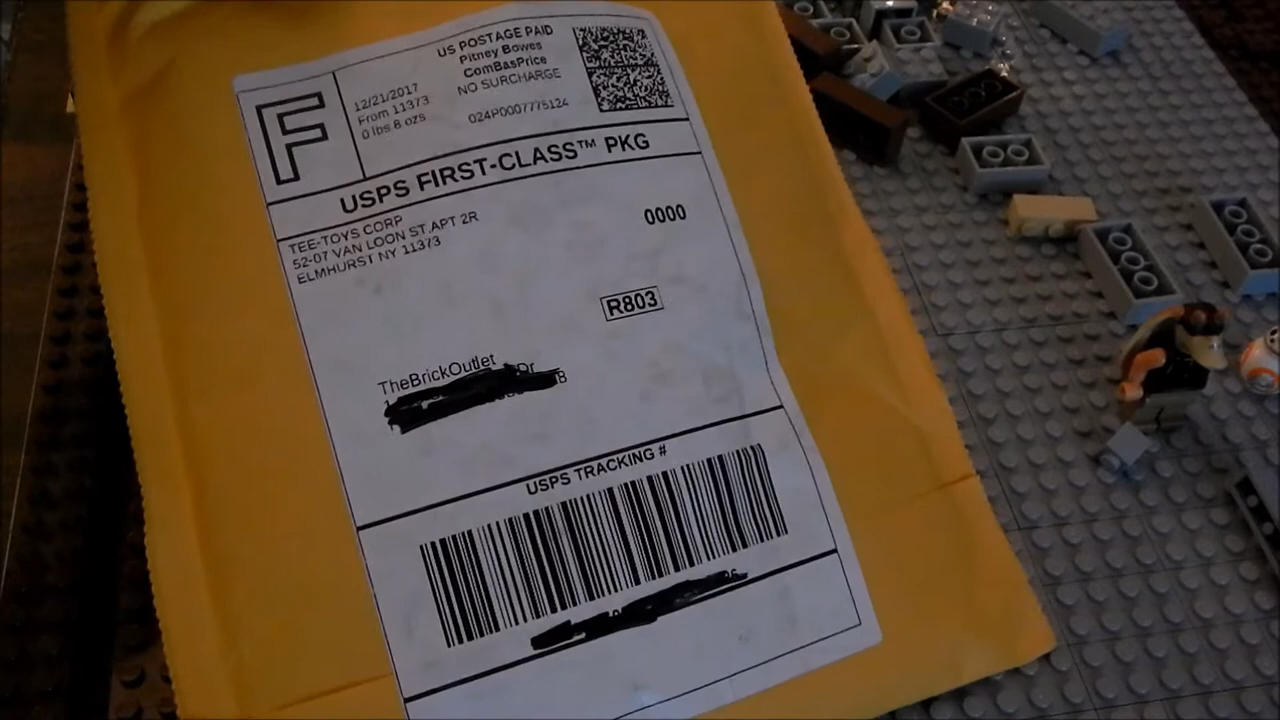 F
12/21/2017
From 11373
0 lbs 8 ozs
US POSTAGE PAID
Pitney Bowes
ComBasPrice
NO SURCHARGE
024P0007775124
USPS FIRST-CLASS™ PKG
TEE-TOYS CORP
52-07 VAN LOON ST.APT 2R
ELMHURST NY 11373
0000
R803
TheBrickOutlet
Dr
USPS TRACKING #